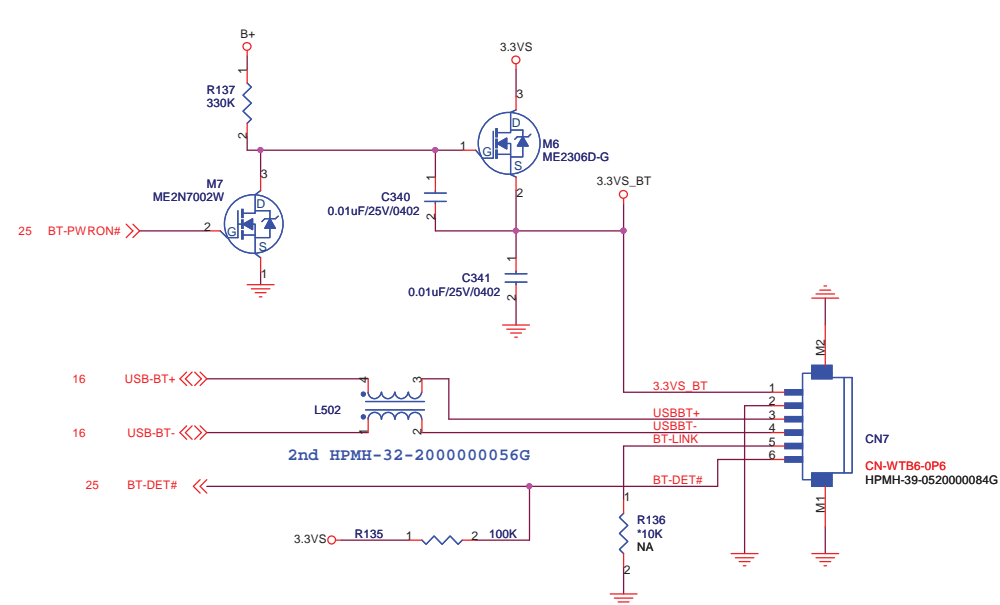 B+
3.3VS
1
R137
330K
2
3
D
G
S
1
M6
ME2306D-G
2
3
M7
ME2N7002W
D
G
S
2
1
25 BT-PWRON#
1
C340
0.01uF/25V/0402
2
3.3VS_BT
1
C341
0.01uF/25V/0402
2
M2
16 USB-BT+
4
3
L502
16 USB-BT-
1
2
2nd HPMH-32-2000000056G
3.3VS_BT
1
2
USBBT+
3
USBBT-
4
BT-LINK
5
6
CN7
CN-WTB6-0P6
HPMH-39-0520000084G
25 BT-DET#
BT-DET#
M1
3.3VS
R135
1
2
100K
1
R136
*10K
NA
2